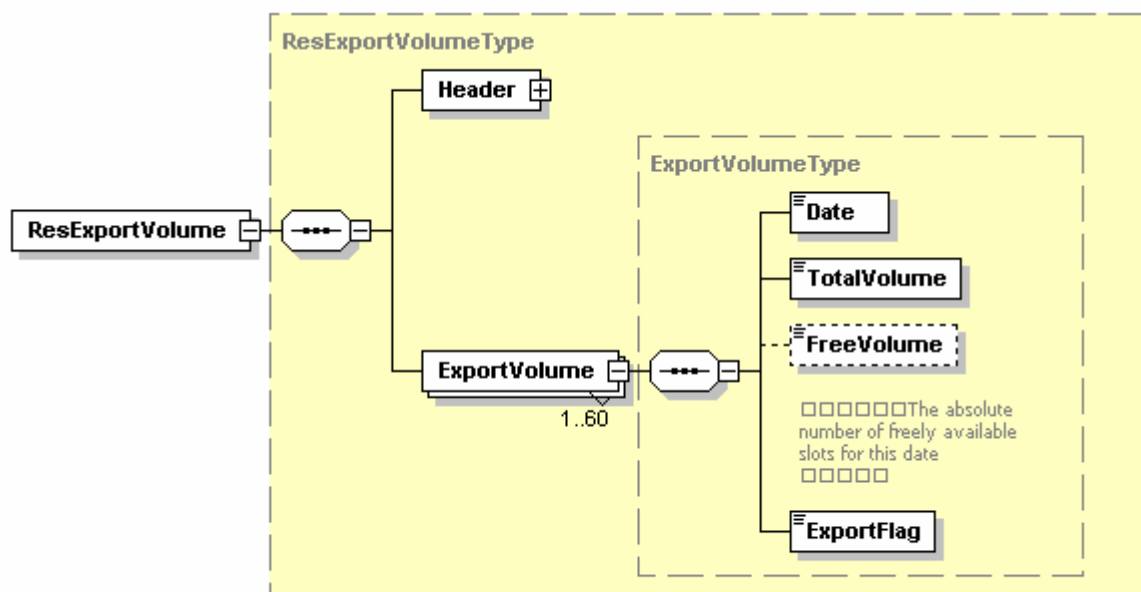 ResExportVolumeType
Header
ExportVolumeType
Date
ResExportVolume
TotalVolume
FreeVolume
ExportVolume
1..60
□□□□□□The absolute
number of freely available
slots for this date
□□□□□
ExportFlag